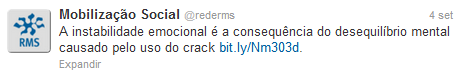 Mobilização Social @rederms 4 set
A instabilidade emocional é a consequência do desequilíbrio mental
causado pelo uso do crack bit.ly/Nm303d.
RMS
Expandir